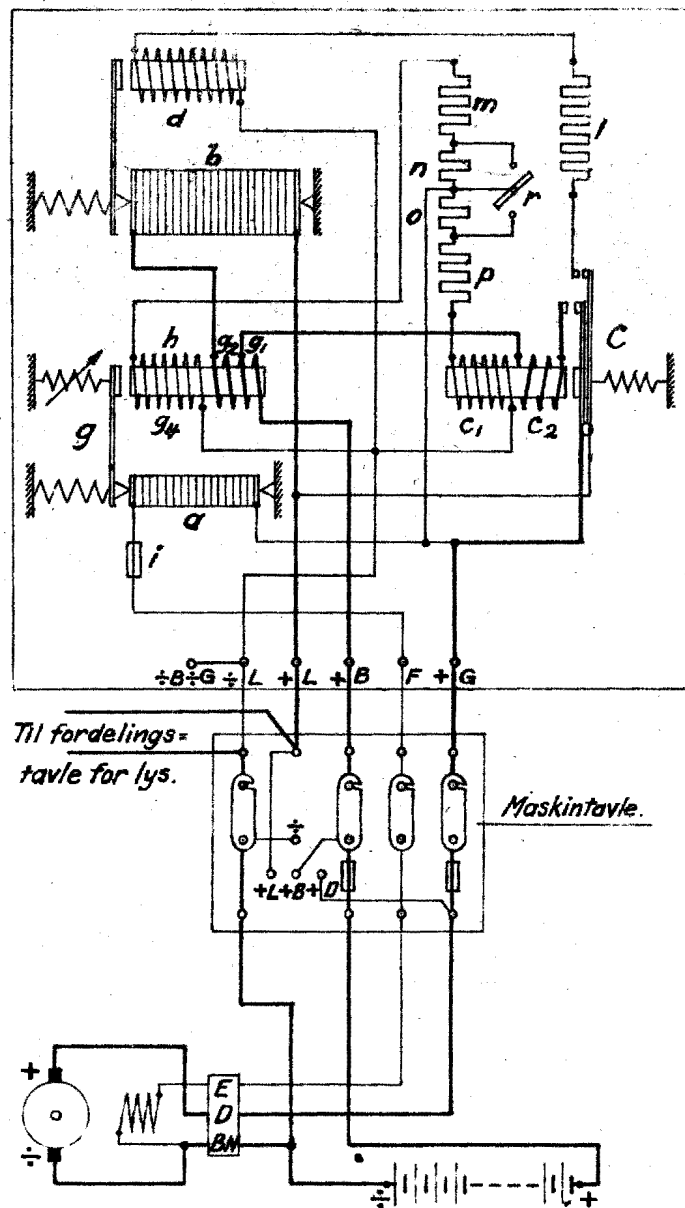 d
b
m
l
n
r
o
p
h g₂ g₁
C
g₄
g
c₁ c₂
a
i
÷B÷G ÷ L + L + B F + G
Til fordelings=
tavle for lys.
Maskintavle.
÷
+L+B+D
+
E
D
÷
BN
÷ +